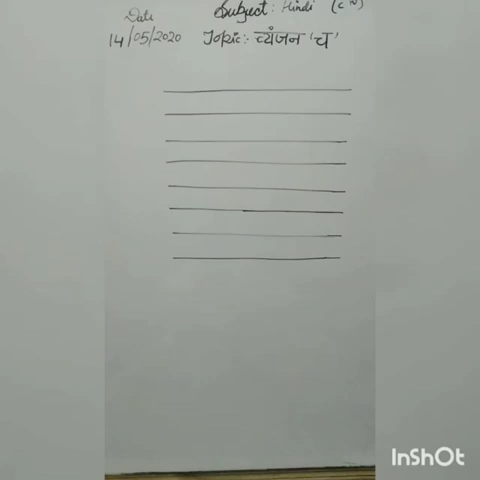 Date Subject: Hindi (C W)
14/05/2020 Topic:- व्यंजन 'च'
InShOt